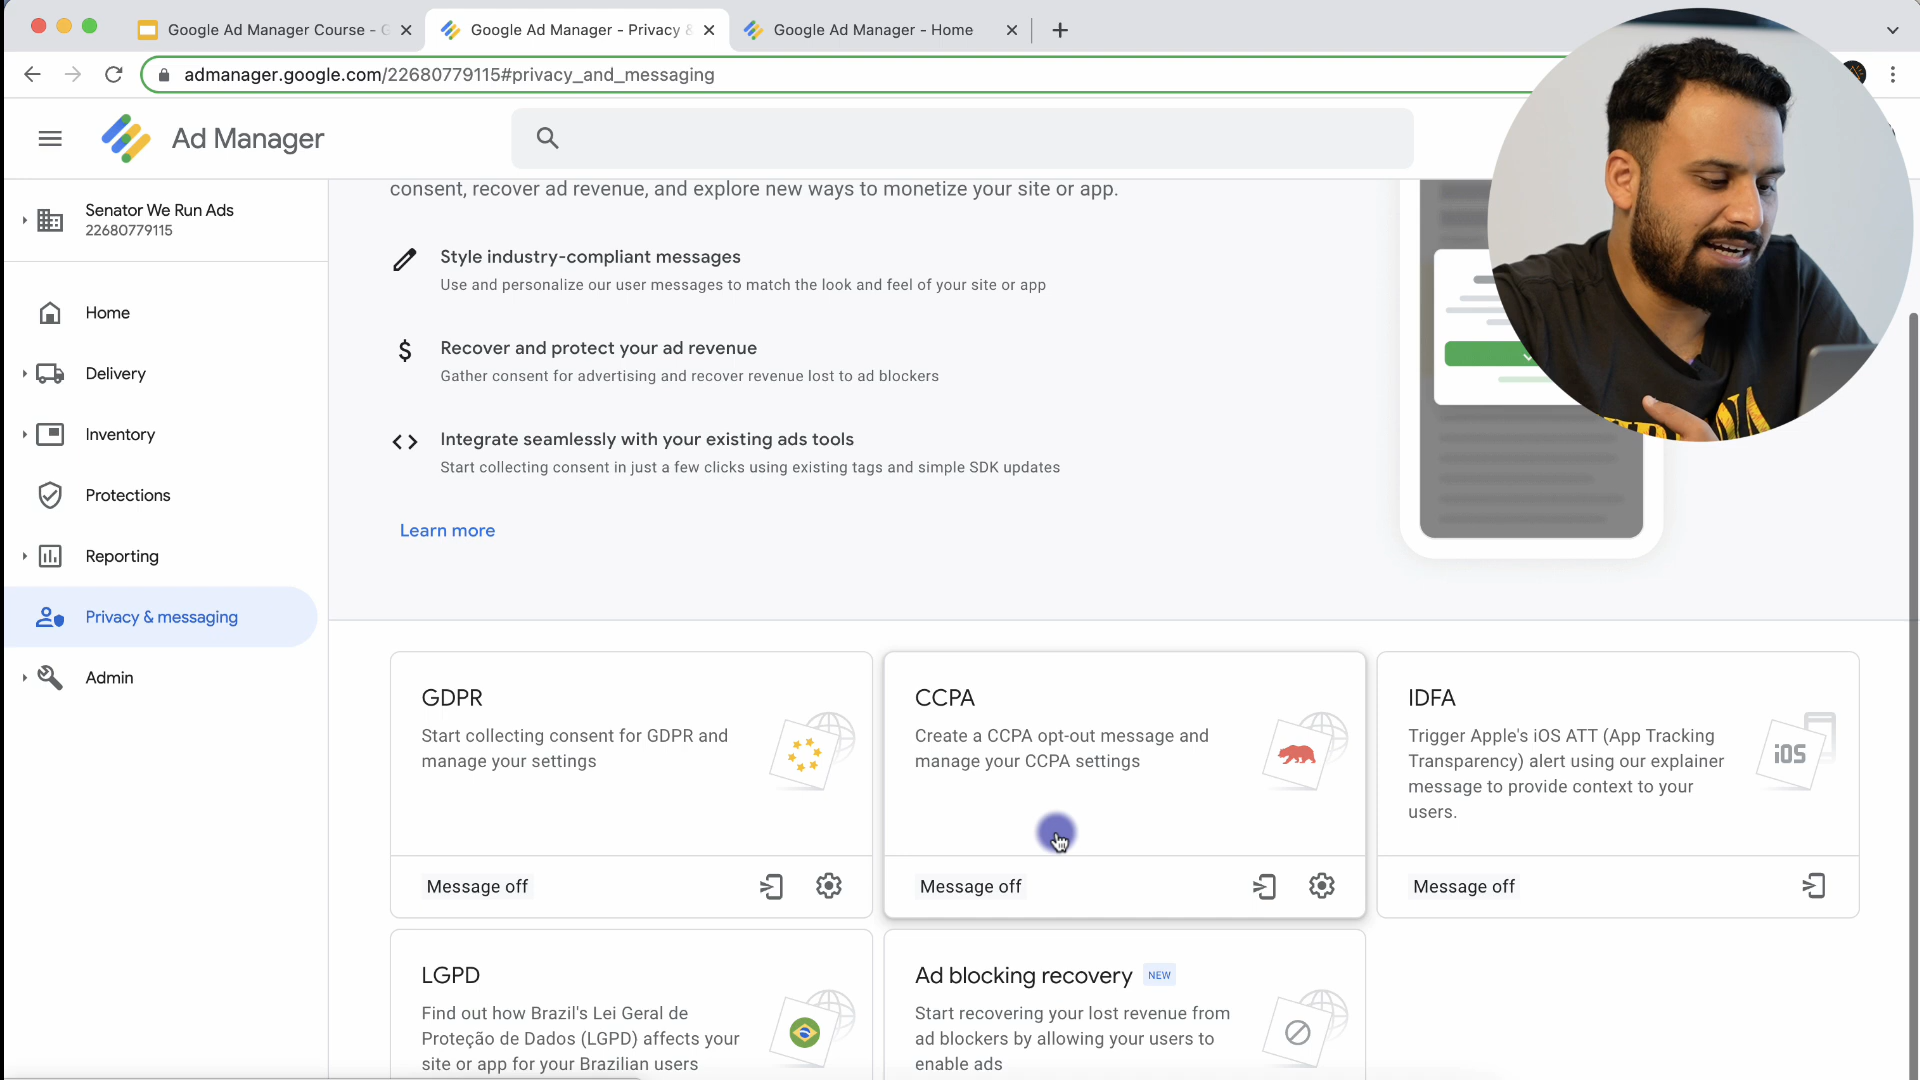 Google Ad Manager Course - G
Google Ad Manager - Privacy &
Google Ad Manager - Home
admanager.google.com/22680779115#privacy_and_messaging
Ad Manager
Senator We Run Ads
22680779115
Home
Delivery
Inventory
Protections
Reporting
Privacy & messaging
Admin
consent, recover ad revenue, and explore new ways to monetize your site or app.
Style industry-compliant messages
Use and personalize our user messages to match the look and feel of your site or app
Recover and protect your ad revenue
Gather consent for advertising and recover revenue lost to ad blockers
Integrate seamlessly with your existing ads tools
Start collecting consent in just a few clicks using existing tags and simple SDK updates
Learn more
GDPR
Start collecting consent for GDPR and
manage your settings
Message off
CCPA
Create a CCPA opt-out message and
manage your CCPA settings
Message off
IDFA
Trigger Apple's iOS ATT (App Tracking
Transparency) alert using our explainer
message to provide context to your
users.
iOS
Message off
LGPD
Find out how Brazil's Lei Geral de
Proteção de Dados (LGPD) affects your
site or app for your Brazilian users
Ad blocking recovery NEW
Start recovering your lost revenue from
ad blockers by allowing your users to
enable ads